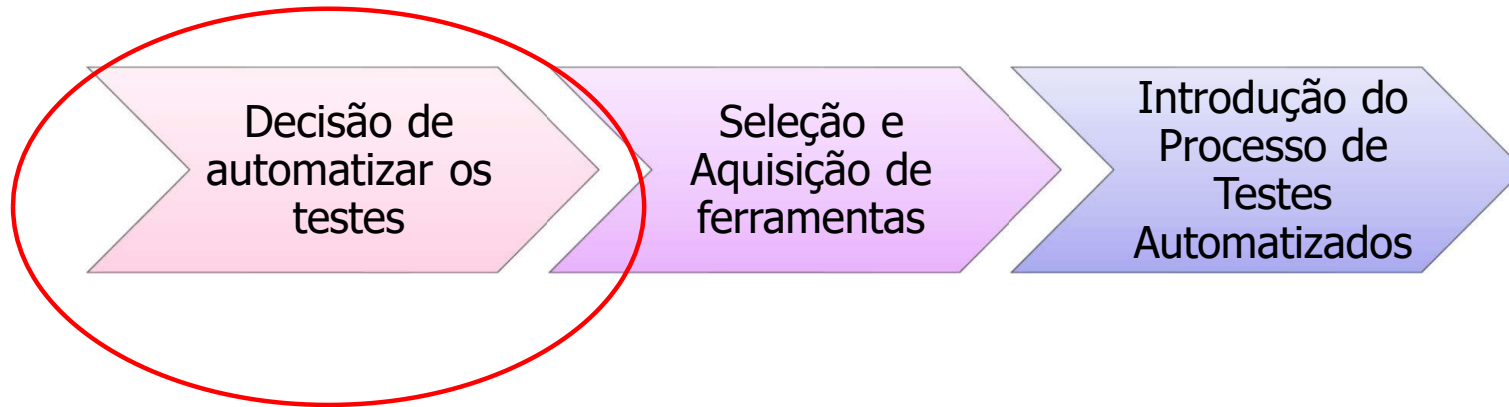 Decisão de
automatizar os
testes
Seleção e
Aquisição de
ferramentas
Introdução do
Processo de
Testes
Automatizados